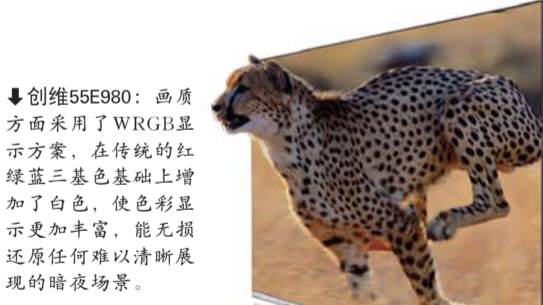 ⬇创维55E980：画质
方面采用了WRGB显
示方案，在传统的红
绿蓝三基色基础上增
加了白色，使色彩显
示更加丰富，能无损
还原任何难以清晰展
现的暗夜场景。